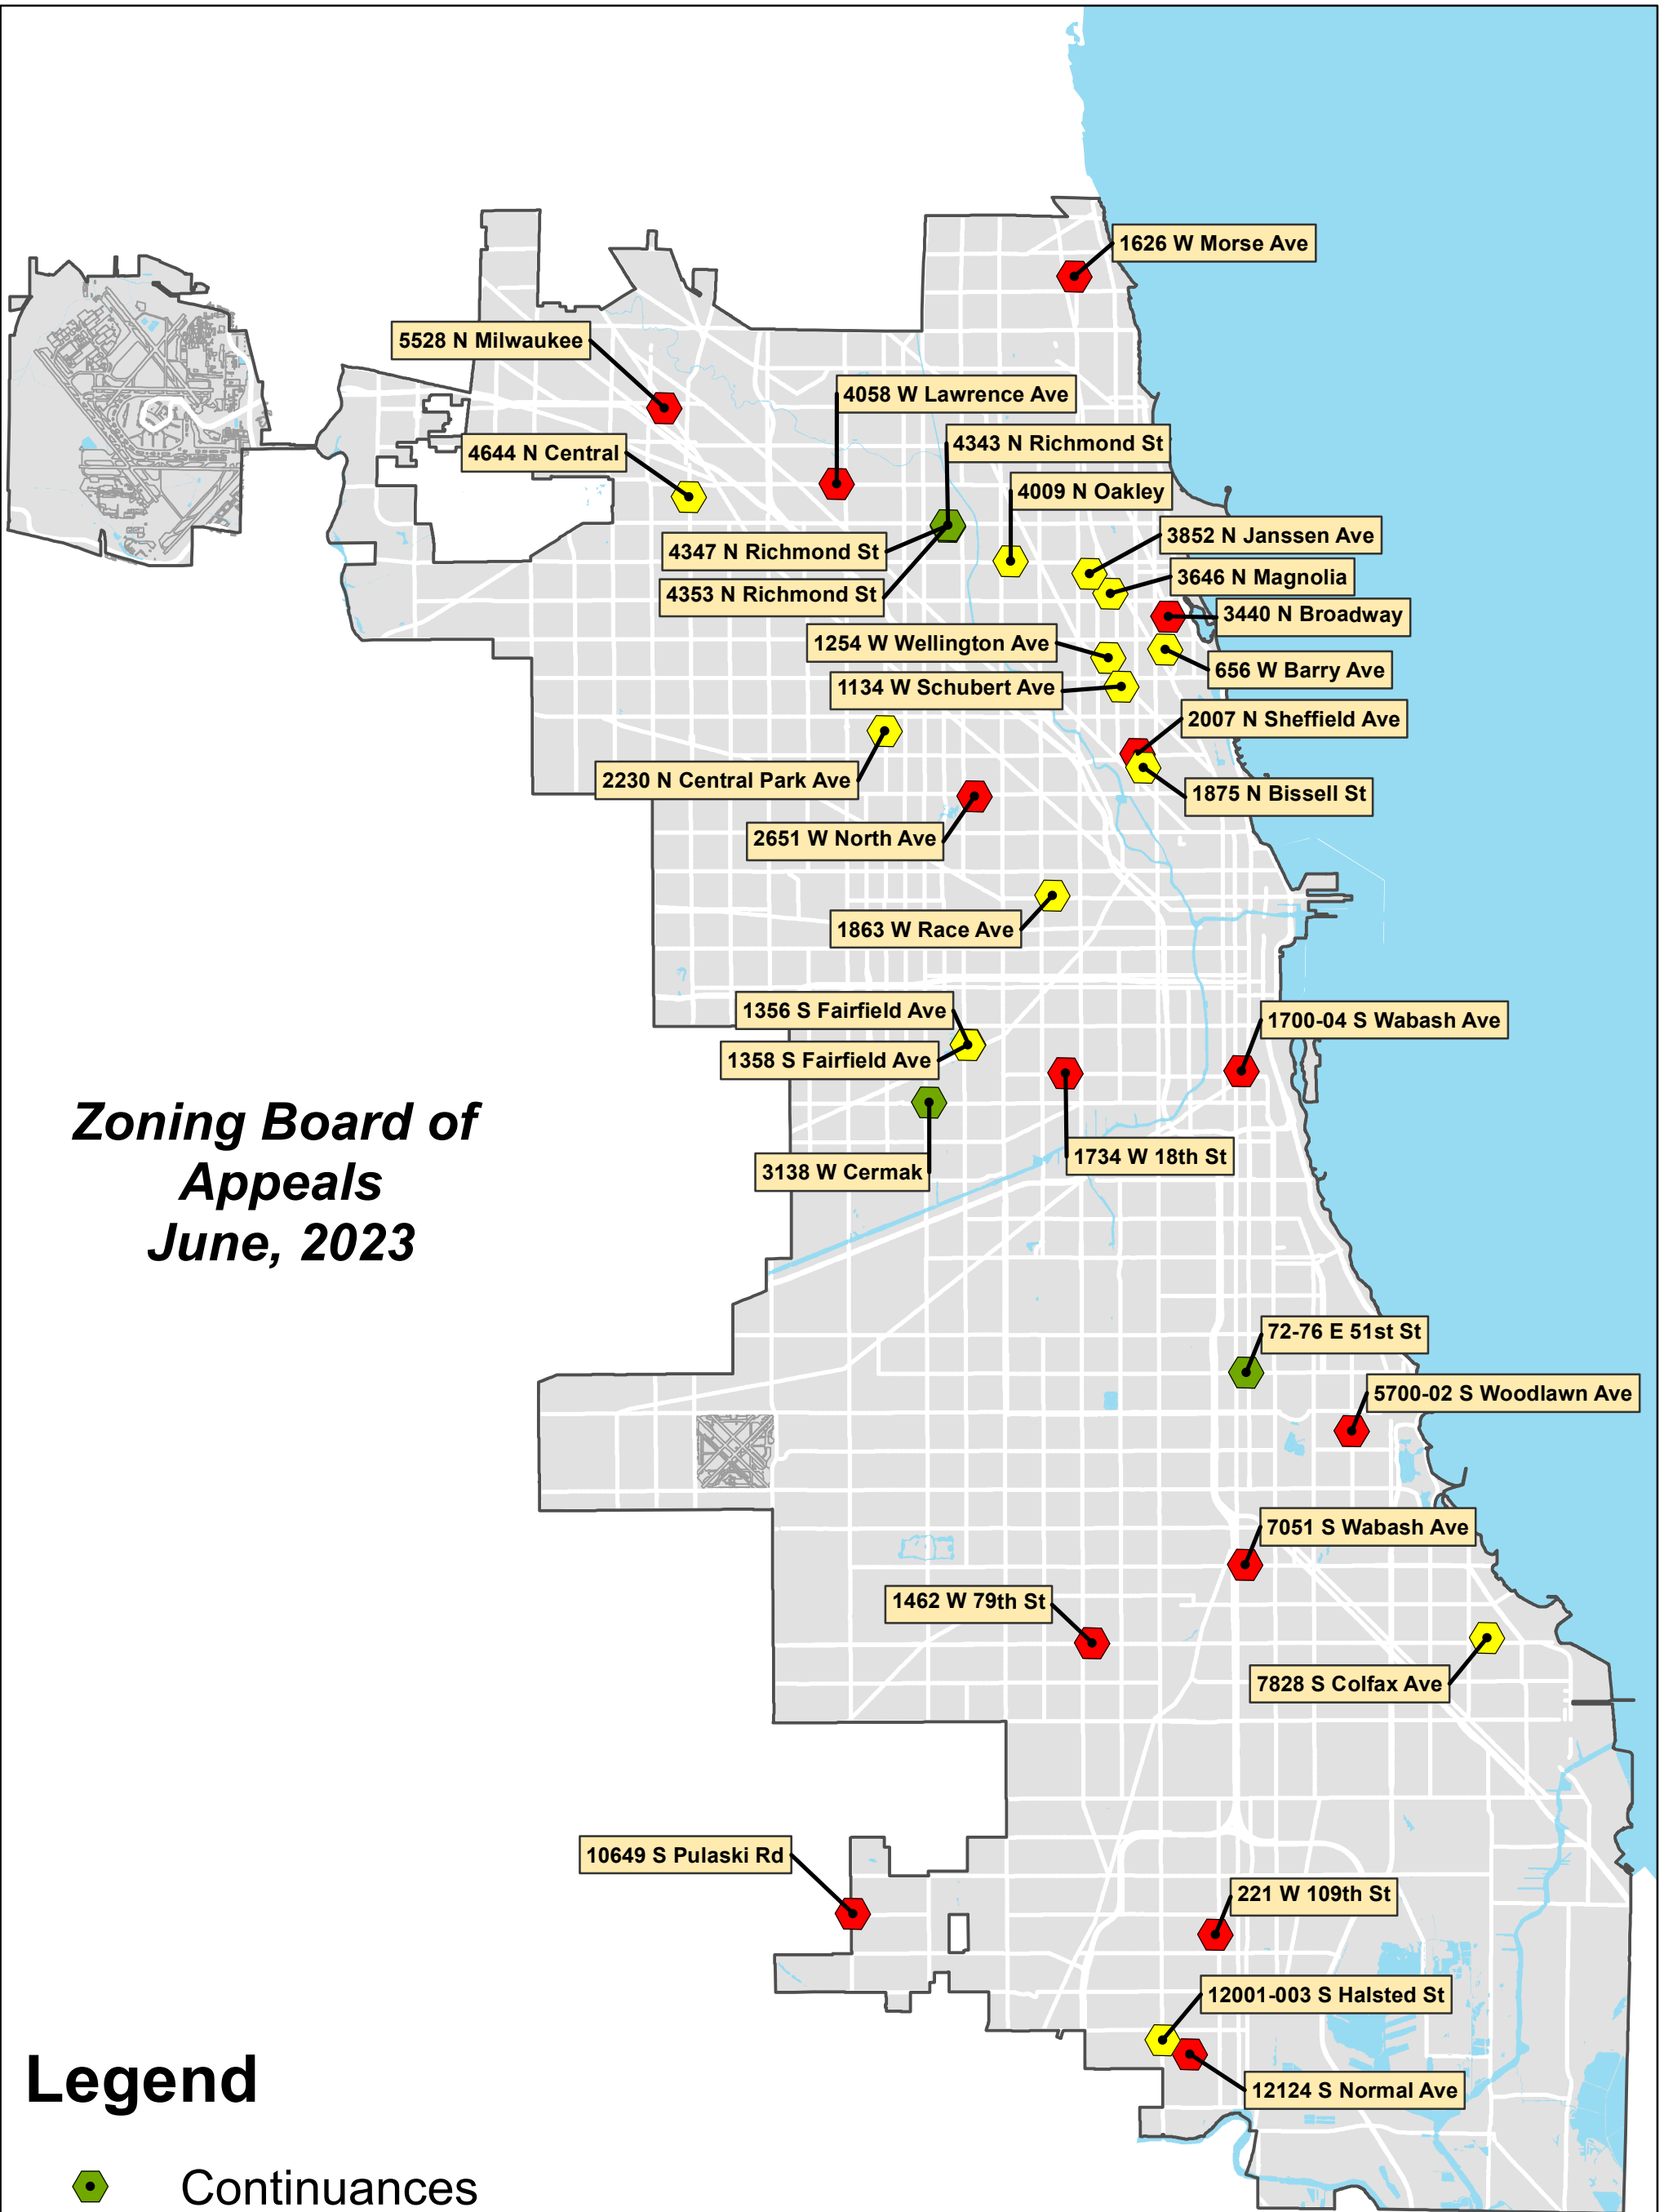 1626 W Morse Ave
5528 N Milwaukee
4058 W Lawrence Ave
4644 N Central
4343 N Richmond St
4009 N Oakley
4347 N Richmond St
3852 N Janssen Ave
4353 N Richmond St
3646 N Magnolia
3440 N Broadway
1254 W Wellington Ave
656 W Barry Ave
1134 W Schubert Ave
2007 N Sheffield Ave
2230 N Central Park Ave
1875 N Bissell St
2651 W North Ave
1863 W Race Ave
1356 S Fairfield Ave
1700-04 S Wabash Ave
1358 S Fairfield Ave
Zoning Board of
Appeals
June, 2023
1734 W 18th St
3138 W Cermak
72-76 E 51st St
5700-02 S Woodlawn Ave
7051 S Wabash Ave
1462 W 79th St
7828 S Colfax Ave
10649 S Pulaski Rd
221 W 109th St
12001-003 S Halsted St
12124 S Normal Ave
Legend
Continuances